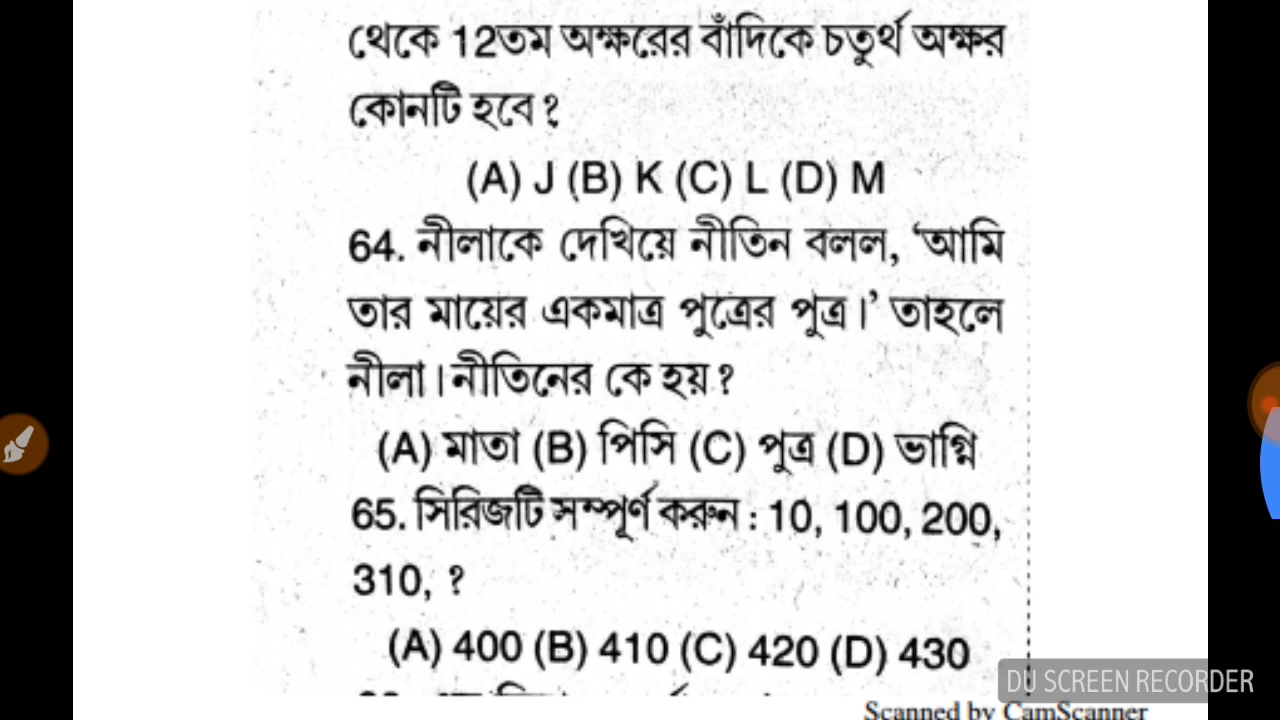 থেকে 12তম অক্ষরের বাঁদিকে চতুর্থ অক্ষর
কোনটি হবে ?
(A) J (B) K (C) L (D) M
64. নীলাকে দেখিয়ে নীতিন বলল, ‘আমি
তার মায়ের একমাত্র পুত্রের পুত্র।’ তাহলে
নীলা। নীতিনের কে হয় ?
(A) মাতা (B) পিসি (C) পুত্র (D) ভাগ্নি
65. সিরিজটি সম্পূর্ণ করুন : 10, 100, 200,
310, ?
(A) 400 (B) 410 (C) 420 (D) 430
DU SCREEN RECORDER
Scanned by CamScanner